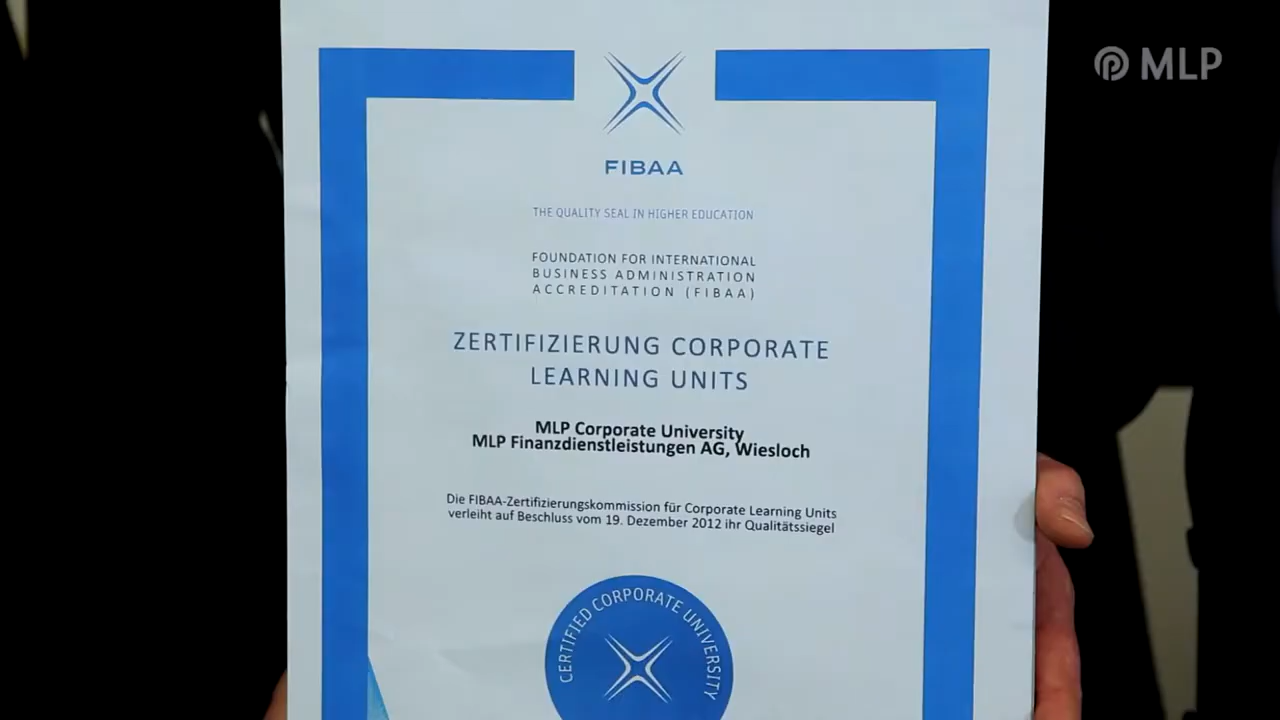 MLP
FIBAA
THE QUALITY SEAL IN HIGHER EDUCATION
FOUNDATION FOR INTERNATIONAL
BUSINESS ADMINISTRATION
ACCREDITATION (FIBAA)
ZERTIFIZIERUNG CORPORATE
LEARNING UNITS
MLP Corporate University
MLP Finanzdienstleistungen AG, Wiesloch
Die FIBAA-Zertifizierungskommission für Corporate Learning Units
verleiht auf Beschluss vom 19. Dezember 2012 ihr Qualitätssiegel
CERTIFIED CORPORATE UNIVERSITY